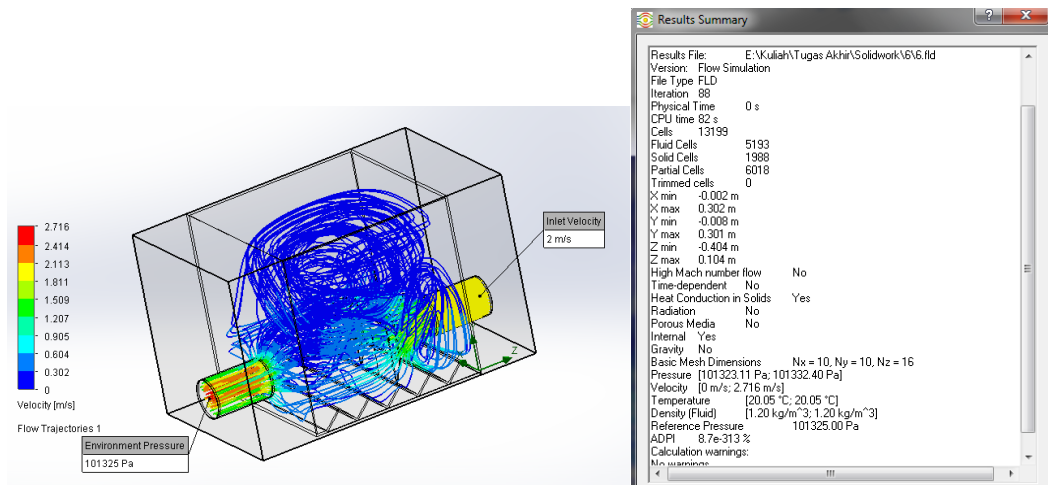 2.716
2.414
2.113
1.811
1.509
1.207
0.905
0.604
0.302
0
Velocity [m/s]
Flow Trajectories 1
Inlet Velocity
2 m/s
Z
Environment Pressure
101325 Pa
Results Summary
Results File: E:\Kuliah\Tugas Akhir\Solidwork\6\6.fld
Version: Flow Simulation
File Type FLD
Iteration 88
Physical Time 0 s
CPU time 82 s
Cells 13199
Fluid Cells 5193
Solid Cells 1988
Partial Cells 6018
Trimmed cells 0
X min -0.002 m
X max 0.302 m
Y min -0.008 m
Y max 0.301 m
Z min -0.404 m
Z max 0.104 m
High Mach number flow No
Time-dependent No
Heat Conduction in Solids Yes
Radiation No
Porous Media No
Internal Yes
Gravity No
Basic Mesh Dimensions Nx = 10, Ny = 10, Nz = 16
Pressure [101323.11 Pa; 101332.40 Pa]
Velocity [0 m/s; 2.716 m/s]
Temperature [20.05 °C; 20.05 °C]
Density (Fluid) [1.20 kg/m^3; 1.20 kg/m^3]
Reference Pressure 101325.00 Pa
ADPI 8.7e-313 %
Calculation warnings:
No warnings